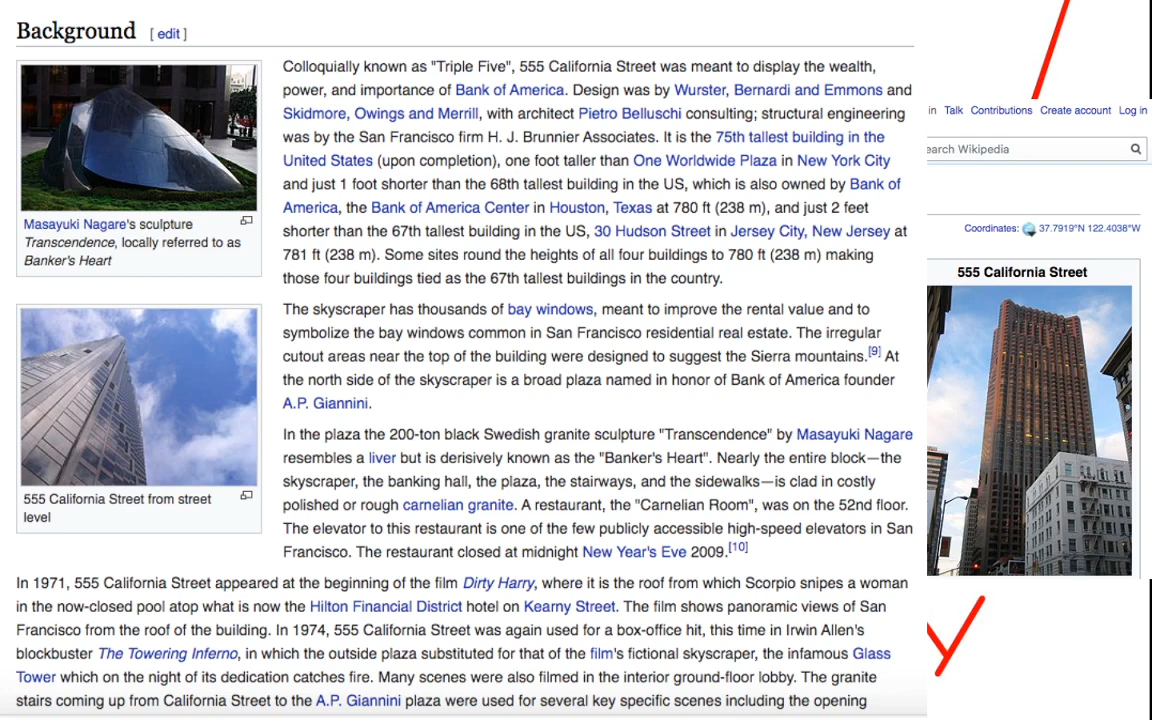 Background [ edit ]
Masayuki Nagare's sculpture
Transcendence, locally referred to as
Banker's Heart
555 California Street from street
level
Colloquially known as "Triple Five", 555 California Street was meant to display the wealth,
power, and importance of Bank of America. Design was by Wurster, Bernardi and Emmons and
Skidmore, Owings and Merrill, with architect Pietro Belluschi consulting; structural engineering
was by the San Francisco firm H. J. Brunnier Associates. It is the 75th tallest building in the
United States (upon completion), one foot taller than One Worldwide Plaza in New York City
and just 1 foot shorter than the 68th tallest building in the US, which is also owned by Bank of
America, the Bank of America Center in Houston, Texas at 780 ft (238 m), and just 2 feet
shorter than the 67th tallest building in the US, 30 Hudson Street in Jersey City, New Jersey at
781 ft (238 m). Some sites round the heights of all four buildings to 780 ft (238 m) making
those four buildings tied as the 67th tallest buildings in the country.
The skyscraper has thousands of bay windows, meant to improve the rental value and to
symbolize the bay windows common in San Francisco residential real estate. The irregular
cutout areas near the top of the building were designed to suggest the Sierra mountains.[9] At
the north side of the skyscraper is a broad plaza named in honor of Bank of America founder
A.P. Giannini.
In the plaza the 200-ton black Swedish granite sculpture "Transcendence" by Masayuki Nagare
resembles a liver but is derisively known as the "Banker's Heart". Nearly the entire block—the
skyscraper, the banking hall, the plaza, the stairways, and the sidewalks—is clad in costly
polished or rough carnelian granite. A restaurant, the "Carnelian Room", was on the 52nd floor.
The elevator to this restaurant is one of the few publicly accessible high-speed elevators in San
Francisco. The restaurant closed at midnight New Year's Eve 2009.[10]
In 1971, 555 California Street appeared at the beginning of the film Dirty Harry, where it is the roof from which Scorpio snipes a woman
in the now-closed pool atop what is now the Hilton Financial District hotel on Kearny Street. The film shows panoramic views of San
Francisco from the roof of the building. In 1974, 555 California Street was again used for a box-office hit, this time in Irwin Allen's
blockbuster The Towering Inferno, in which the outside plaza substituted for that of the film's fictional skyscraper, the infamous Glass
Tower which on the night of its dedication catches fire. Many scenes were also filmed in the interior ground-floor lobby. The granite
stairs coming up from California Street to the A.P. Giannini plaza were used for several key specific scenes including the opening
in Talk Contributions Create account Log in
earch Wikipedia
Coordinates: 37.7919°N 122.4038°W
555 California Street